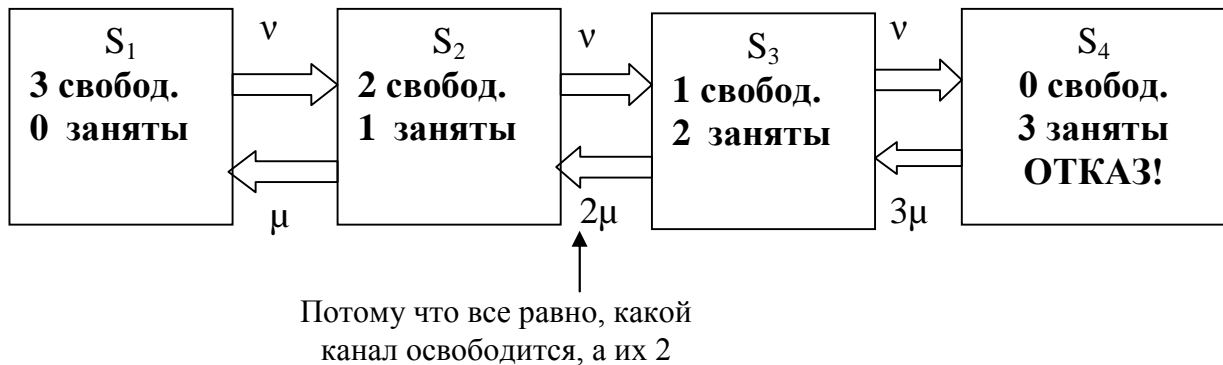 ν
ν
ν
S₁
3 свобод.
0 заняты
S₂
2 свобод.
1 заняты
S₃
1 свобод.
2 заняты
S₄
0 свобод.
3 заняты
ОТКАЗ!
μ
2μ
3μ
Потому что все равно, какой
канал освободится, а их 2